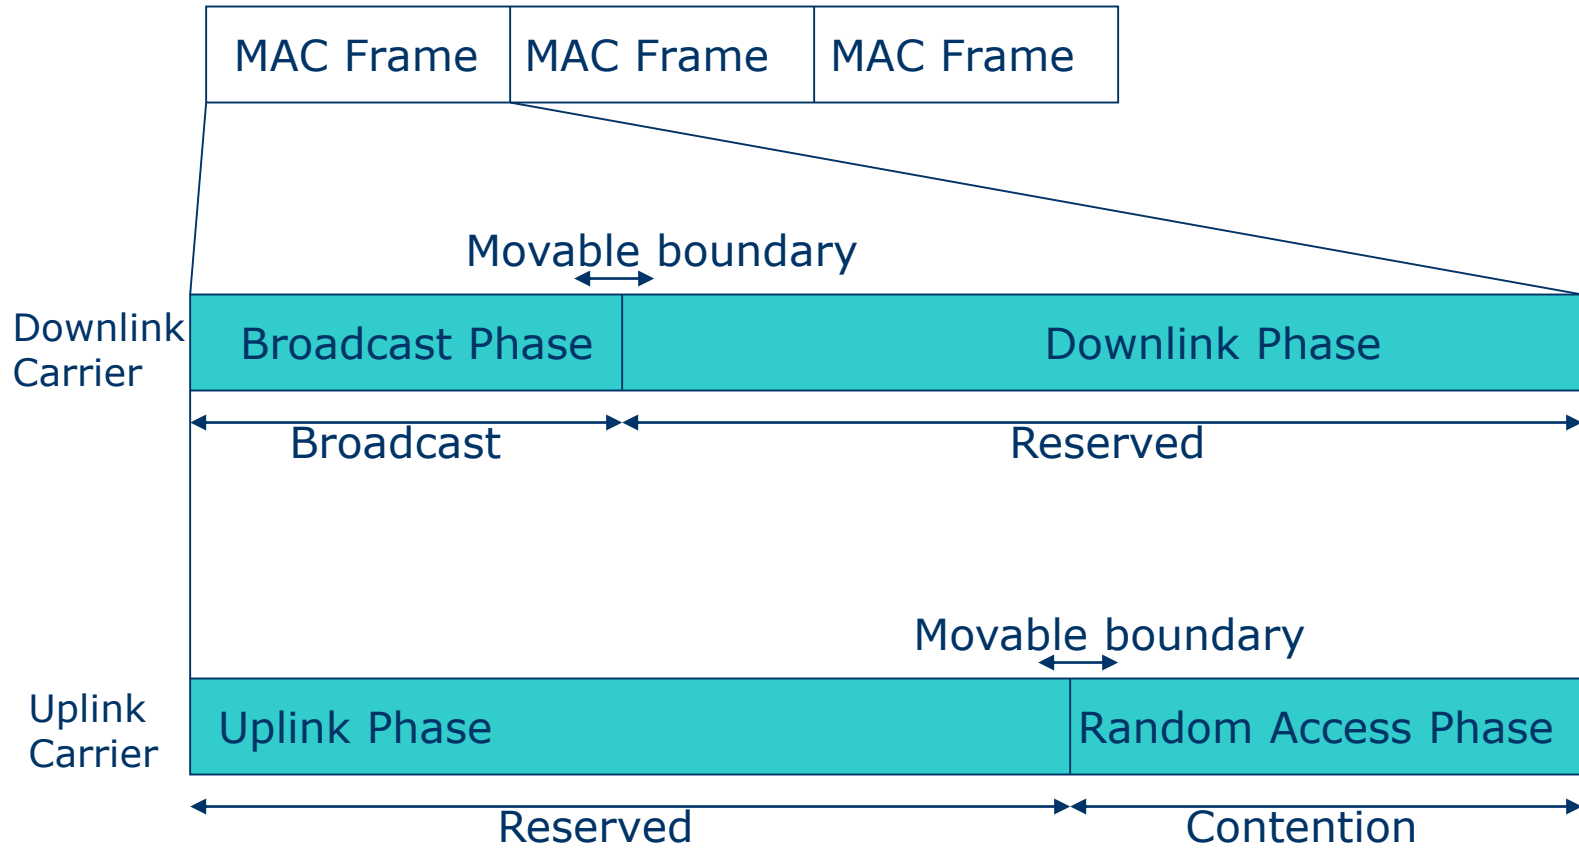 MAC Frame MAC Frame MAC Frame
Movable boundary
Downlink
Carrier
Broadcast Phase
Downlink Phase
Broadcast
Reserved
Movable boundary
Uplink
Carrier
Uplink Phase
Random Access Phase
Reserved
Contention